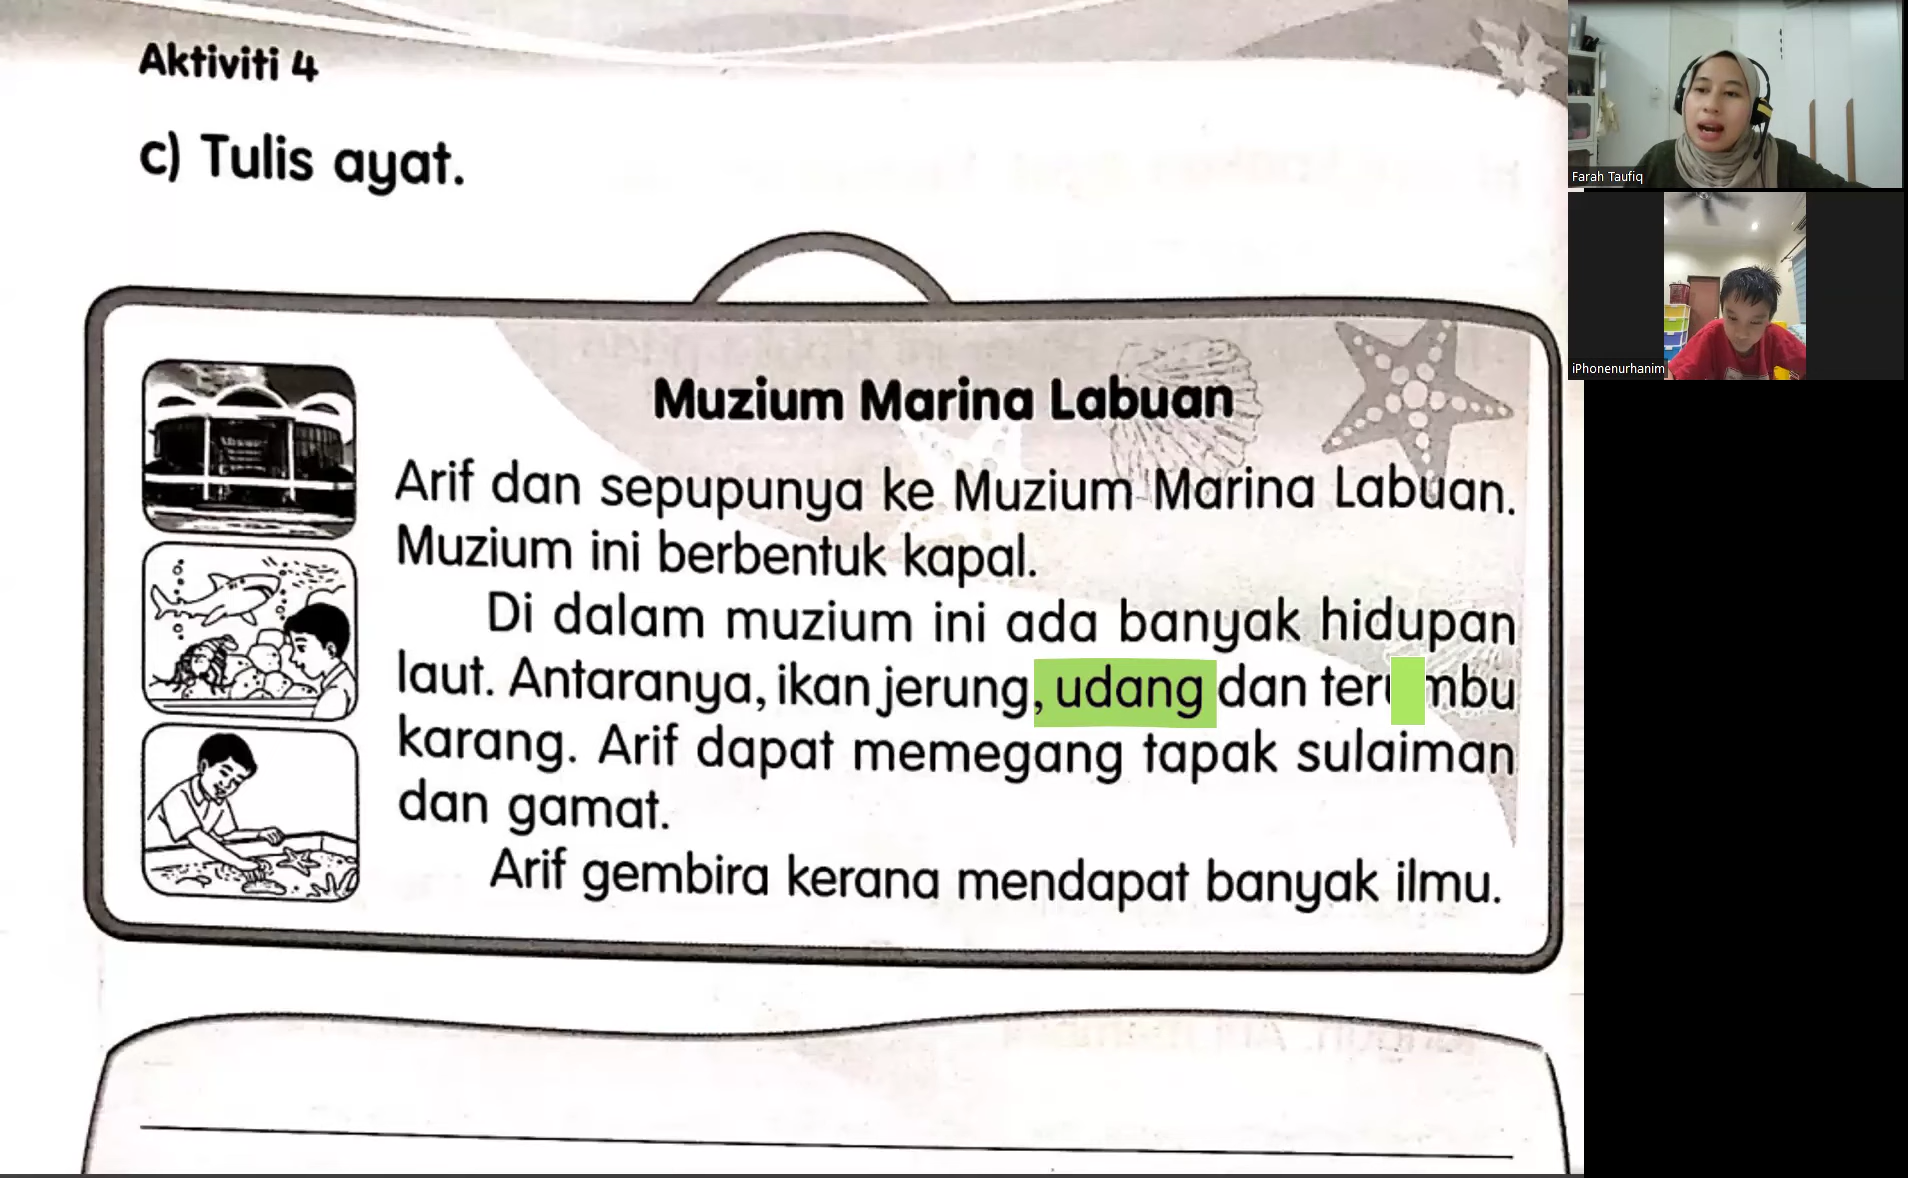 Aktiviti 4
c) Tulis ayat.
Muzium Marina Labuan
Arif dan sepupunya ke Muzium Marina Labuan.
Muzium ini berbentuk kapal.
Di dalam muzium ini ada banyak hidupan
laut. Antaranya, ikan jerung, udang dan
karang. Arif dapat memegang tapak sulaiman
dan gamat.
Arif gembira kerana mendapat banyak ilmu.
Farah Taufiq
iPhonenurhanim